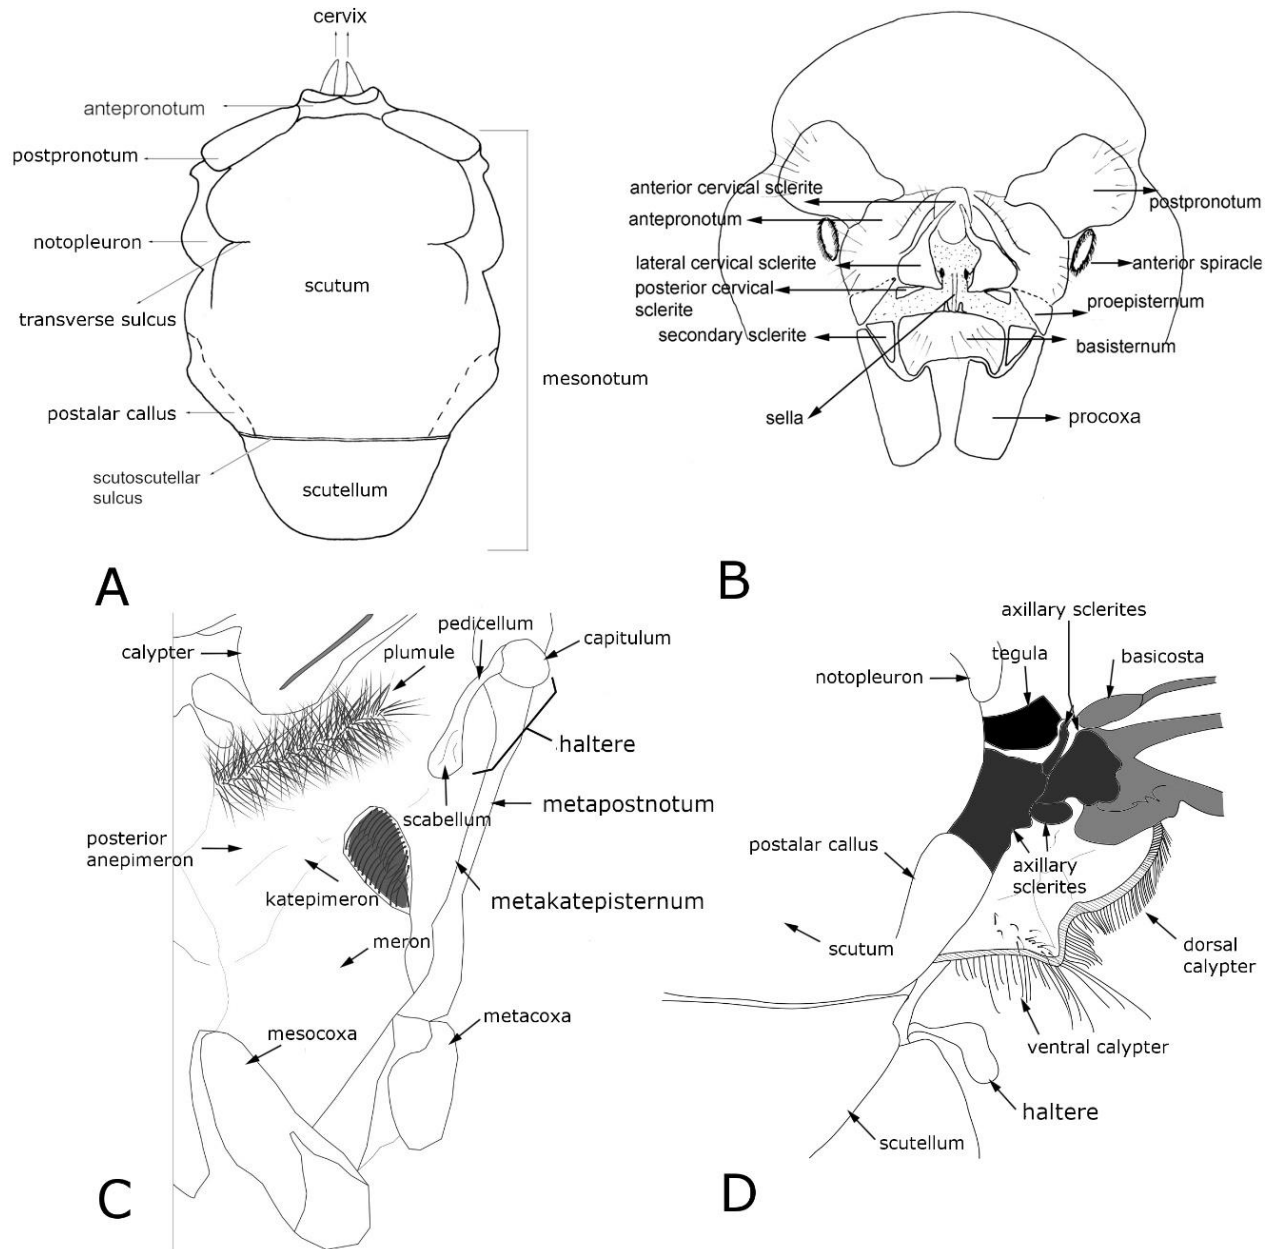 cervix
antepronotum
postpronotum
notopleuron
scutum
transverse sulcus
mesonotum
postalar callus
scutoscutellar
sulcus
scutellum
A
anterior cervical sclerite
antepronotum
postpronotum
lateral cervical sclerite
anterior spiracle
posterior cervical
sclerite
proepisternum
secondary sclerite
basisternum
sella
procoxa
B
pedicellum
capitulum
calypter
plumule
haltere
scabellum
metapostnotum
posterior
anepimeron
katepimeron
metakatepisternum
meron
metacoxa
mesocoxa
C
axillary sclerites
tegula
basicosta
notopleuron
postalar callus
axillary
sclerites
scutum
dorsal
calypter
ventral calypter
haltere
scutellum
D